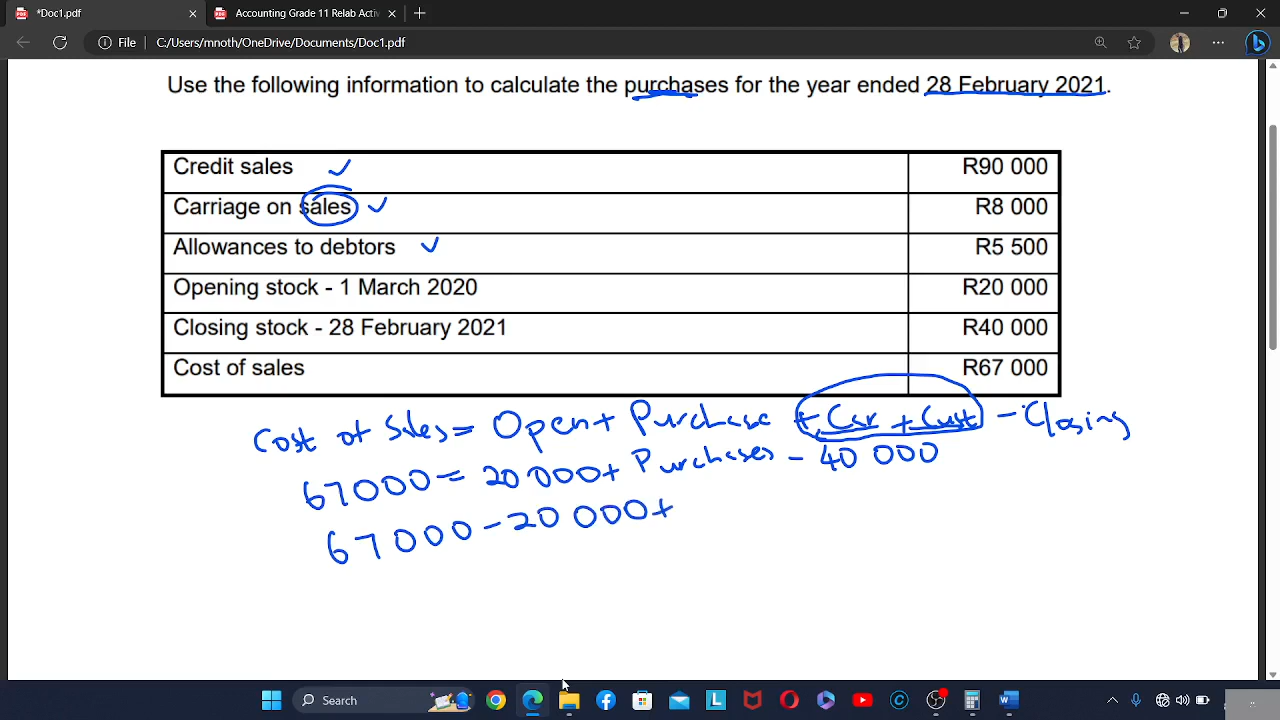 *Doc1.pdf
Accounting Grade 11 Relab Activ
File C:/Users/mnoth/OneDrive/Documents/Doc1.pdf
Use the following information to calculate the purchases for the year ended 28 February 2021.
Credit sales R90 000
Carriage on sales R8 000
Allowances to debtors R5 500
Opening stock - 1 March 2020 R20 000
Closing stock - 28 February 2021 R40 000
Cost of sales R67 000
Cost of Sales = Open + Purchase + Car + Cust - Closing
67000 = 20 000 + Purchases - 40 000
67000 - 20 000 +
Search